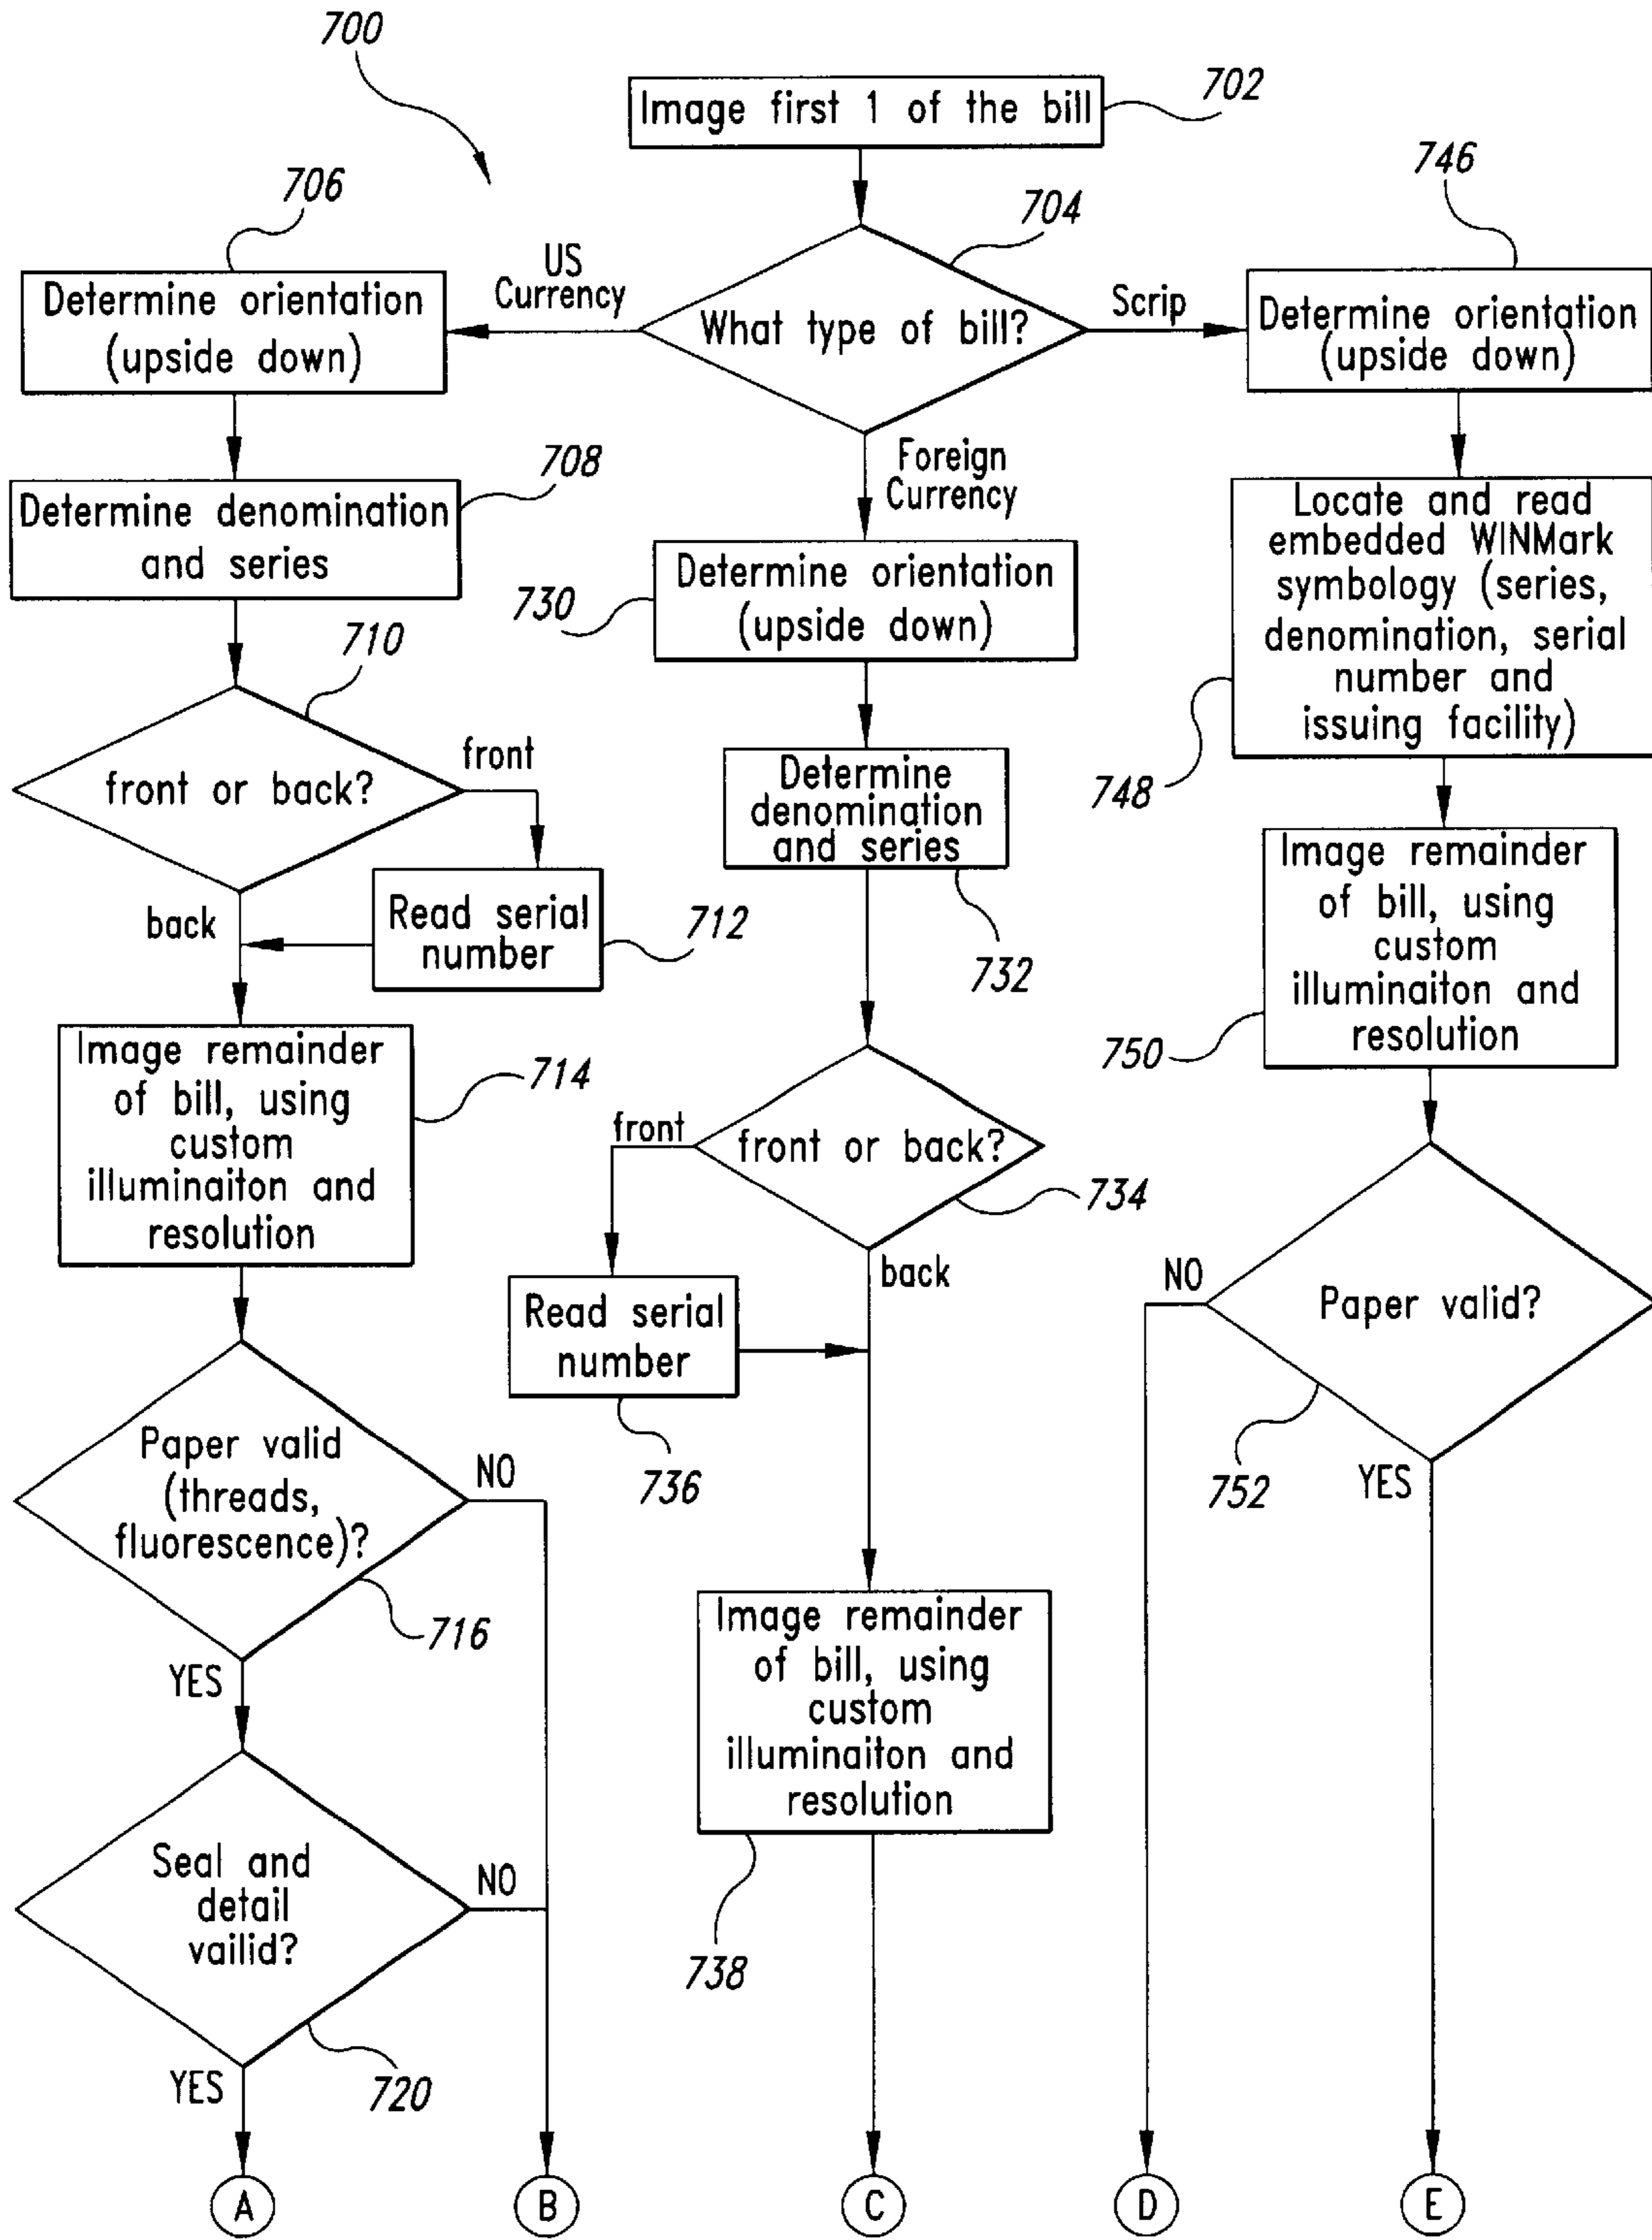 700
Image first 1 of the bill
702
704
What type of bill?
US
Currency
Scrip
Foreign
Currency
706
Determine orientation
(upside down)
708
Determine denomination
and series
710
front or back?
front
back
Read serial
number
712
Image remainder
of bill, using
custom
illuminaiton and
resolution
714
Paper valid
(threads,
fluorescence)?
NO
716
YES
Seal and
detail
vailid?
NO
YES
720
A
B
Determine orientation
(upside down)
730
Determine
denomination
and series
732
front or back?
front
734
back
Read serial
number
736
Image remainder
of bill, using
custom
illuminaiton and
resolution
738
C
746
Determine orientation
(upside down)
Locate and read
embedded WINMark
symbology (series,
denomination, serial
number and
issuing facility)
748
Image remainder
of bill, using
custom
illuminaiton and
resolution
750
Paper valid?
NO
752
YES
D
E